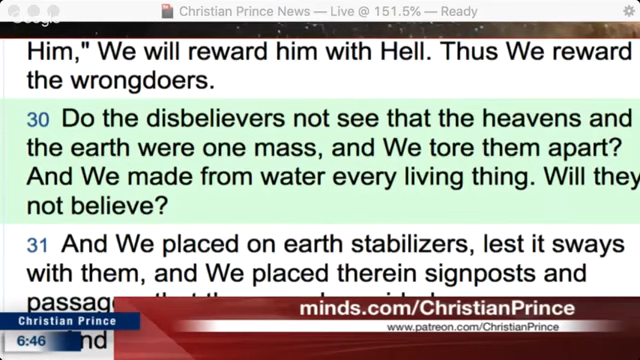 Christian Prince News — Live @ 151.5% — Ready
Him," We will reward him with Hell. Thus We reward
the wrongdoers.
30 Do the disbelievers not see that the heavens and
the earth were one mass, and We tore them apart?
And We made from water every living thing. Will they
not believe?
31 And We placed on earth stabilizers, lest it sways
with them, and We placed therein signposts and
minds.com/ChristianPrince
www.patreon.com/ChristianPrince
Christian Prince
6:46